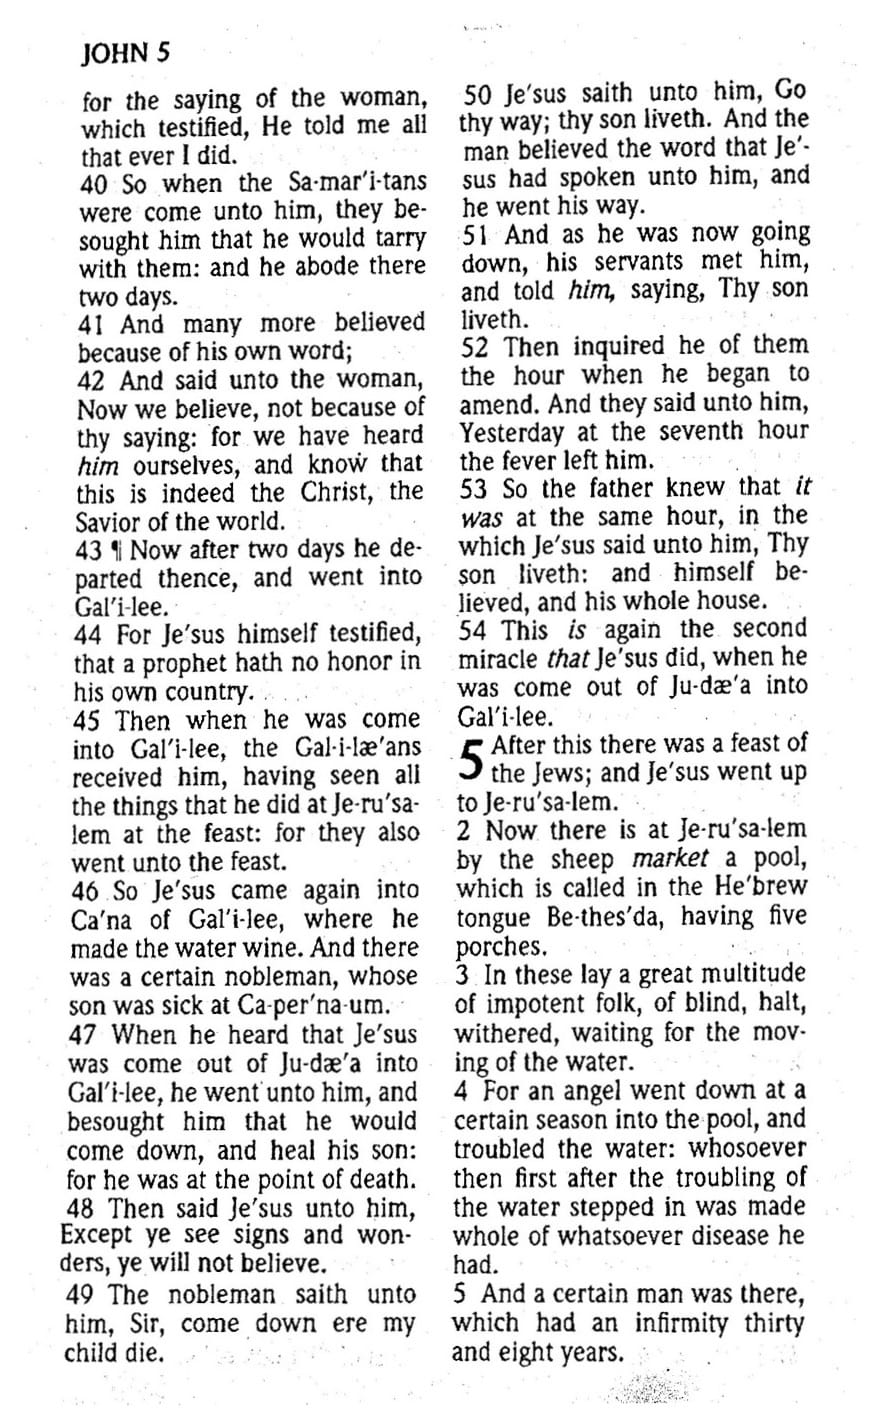 JOHN 5
for the saying of the woman,
which testified, He told me all
that ever I did.
40 So when the Sa-mar'i-tans
were come unto him, they be-
sought him that he would tarry
with them: and he abode there
two days.
41 And many more believed
because of his own word;
42 And said unto the woman,
Now we believe, not because of
thy saying: for we have heard
him ourselves, and know that
this is indeed the Christ, the
Savior of the world.
43 ¶ Now after two days he de-
parted thence, and went into
Gal'i-lee.
44 For Je'sus himself testified,
that a prophet hath no honor in
his own country.
45 Then when he was come
into Gal'i-lee, the Gal-i-læ'ans
received him, having seen all
the things that he did at Je-ru'sa-
lem at the feast: for they also
went unto the feast.
46 So Je'sus came again into
Ca'na of Gal'i-lee, where he
made the water wine. And there
was a certain nobleman, whose
son was sick at Ca-per'na-um.
47 When he heard that Je'sus
was come out of Ju-dæ'a into
Gal'i-lee, he went unto him, and
besought him that he would
come down, and heal his son:
for he was at the point of death.
48 Then said Je'sus unto him,
Except ye see signs and won-
ders, ye will not believe.
49 The nobleman saith unto
him, Sir, come down ere my
child die.
50 Je'sus saith unto him, Go
thy way; thy son liveth. And the
man believed the word that Je'-
sus had spoken unto him, and
he went his way.
51 And as he was now going
down, his servants met him,
and told him, saying, Thy son
liveth.
52 Then inquired he of them
the hour when he began to
amend. And they said unto him,
Yesterday at the seventh hour
the fever left him.
53 So the father knew that it
was at the same hour, in the
which Je'sus said unto him, Thy
son liveth: and himself be-
lieved, and his whole house.
54 This is again the second
miracle that Je'sus did, when he
was come out of Ju-dæ'a into
Gal'i-lee.
5 After this there was a feast of
the Jews; and Je'sus went up
to Je-ru'sa-lem.
2 Now there is at Je-ru'sa-lem
by the sheep market a pool,
which is called in the He'brew
tongue Be-thes'da, having five
porches.
3 In these lay a great multitude
of impotent folk, of blind, halt,
withered, waiting for the mov-
ing of the water.
4 For an angel went down at a
certain season into the pool, and
troubled the water: whosoever
then first after the troubling of
the water stepped in was made
whole of whatsoever disease he
had.
5 And a certain man was there,
which had an infirmity thirty
and eight years.